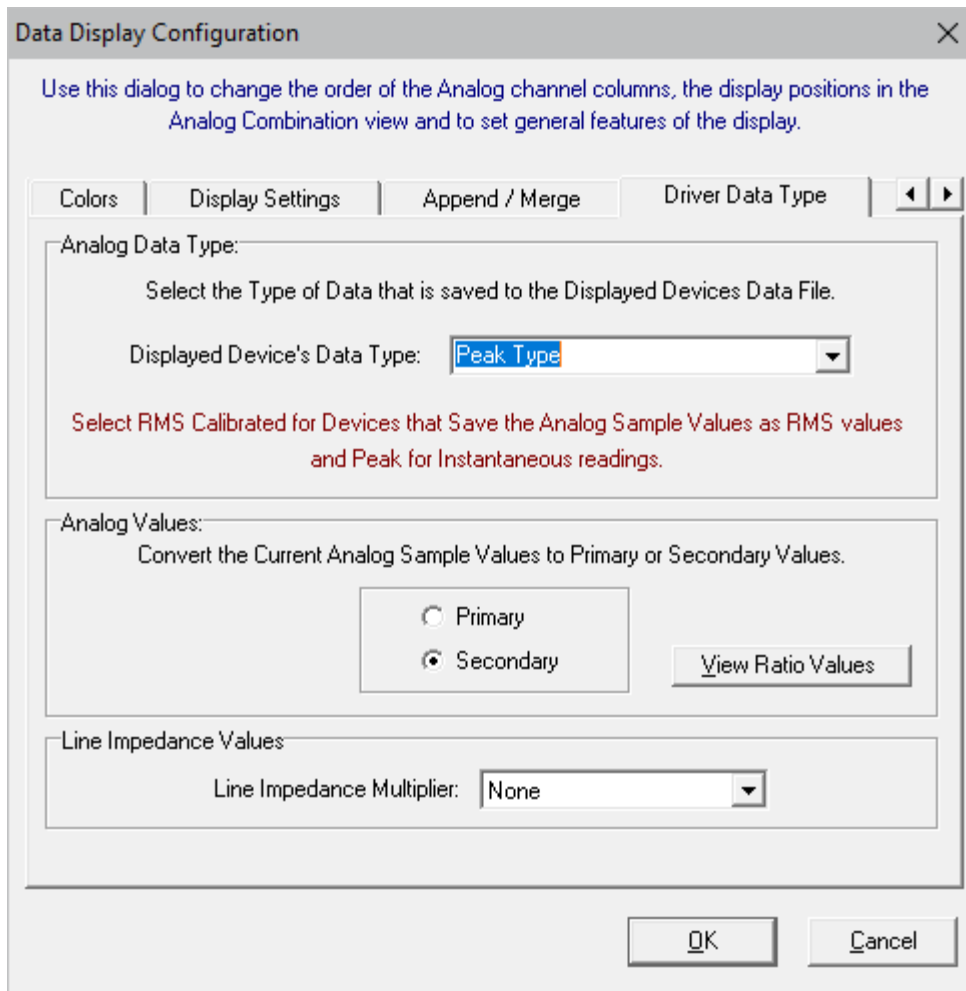 Data Display Configuration
Use this dialog to change the order of the Analog channel columns, the display positions in the
Analog Combination view and to set general features of the display.
Colors
Display Settings
Append / Merge
Driver Data Type
Analog Data Type:
Select the Type of Data that is saved to the Displayed Devices Data File.
Displayed Device's Data Type:
Peak Type
Select RMS Calibrated for Devices that Save the Analog Sample Values as RMS values
and Peak for Instantaneous readings.
Analog Values:
Convert the Current Analog Sample Values to Primary or Secondary Values.
Primary
Secondary
View Ratio Values
Line Impedance Values
Line Impedance Multiplier:
None
OK
Cancel